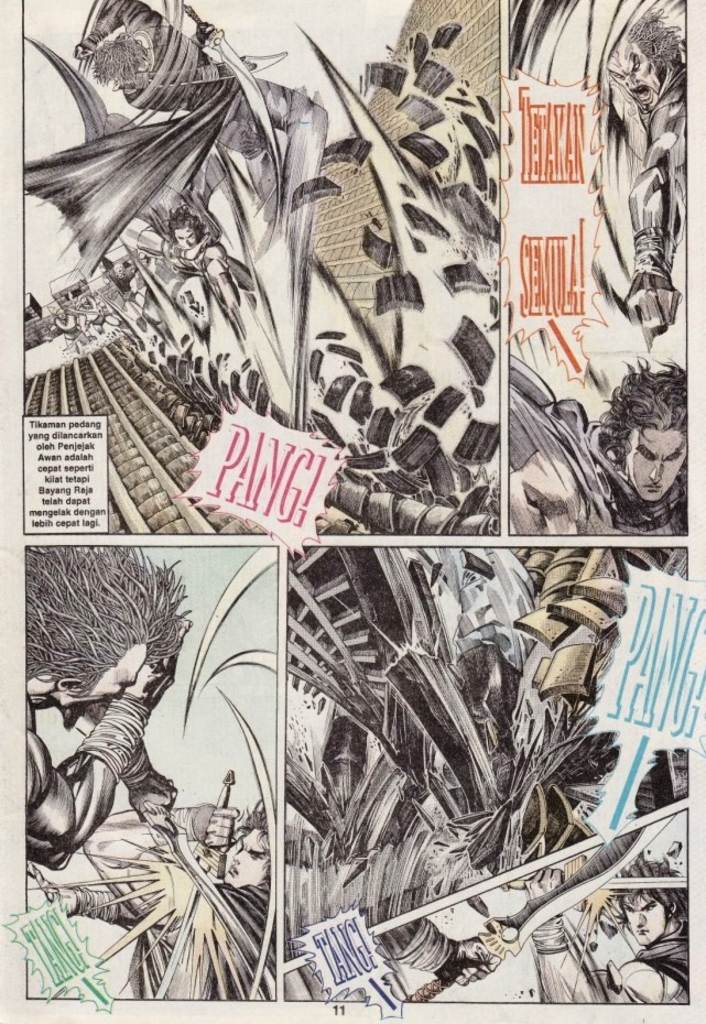 TETAKAN
SEMULA!
Tikaman pedang
yang dilancarkan
oleh Penjejak
Awan adalah
cepat seperti
kilat tetapi
Bayang Raja
telah dapat
mengelak dengan
lebih cepat lagi.
PANG!
PANG!
TANG!
TANG!
11